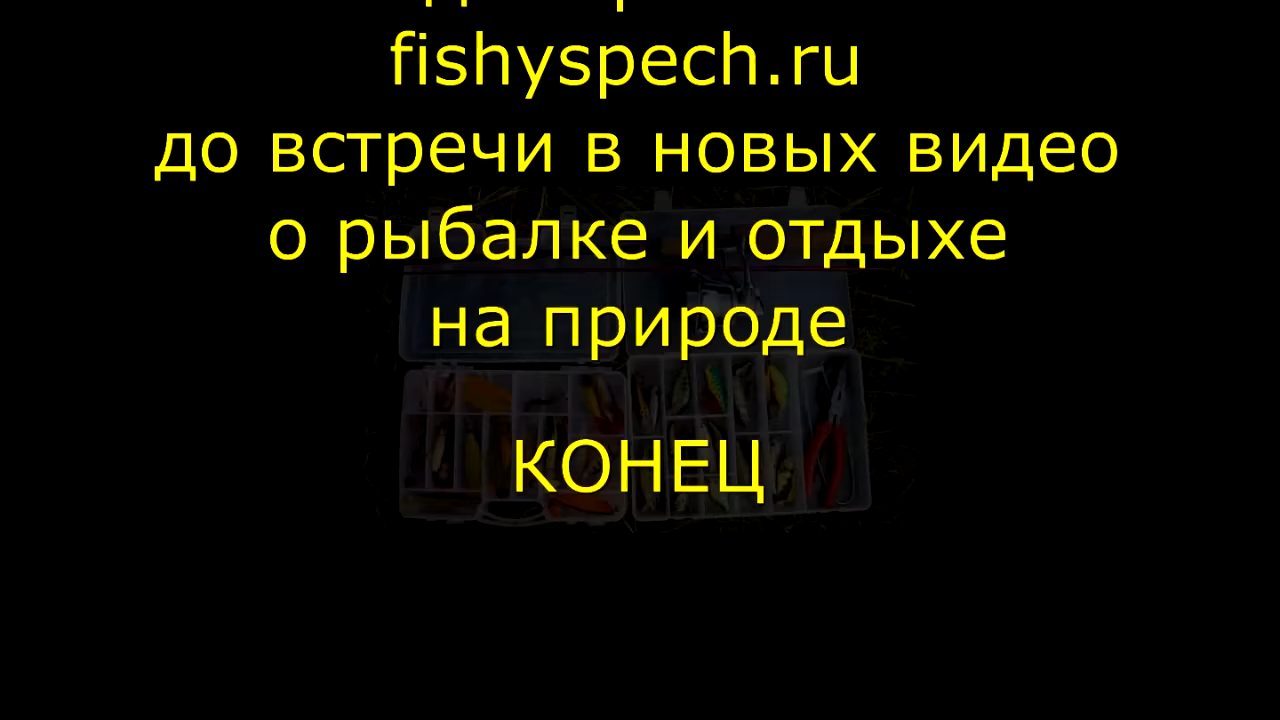 fishyspech.ru
до встречи в новых видео
о рыбалке и отдыхе
на природе
КОНЕЦ